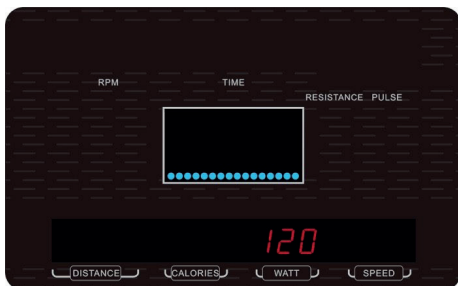 RPM TIME
RESISTANCE PULSE
120
DISTANCE CALORIES WATT SPEED